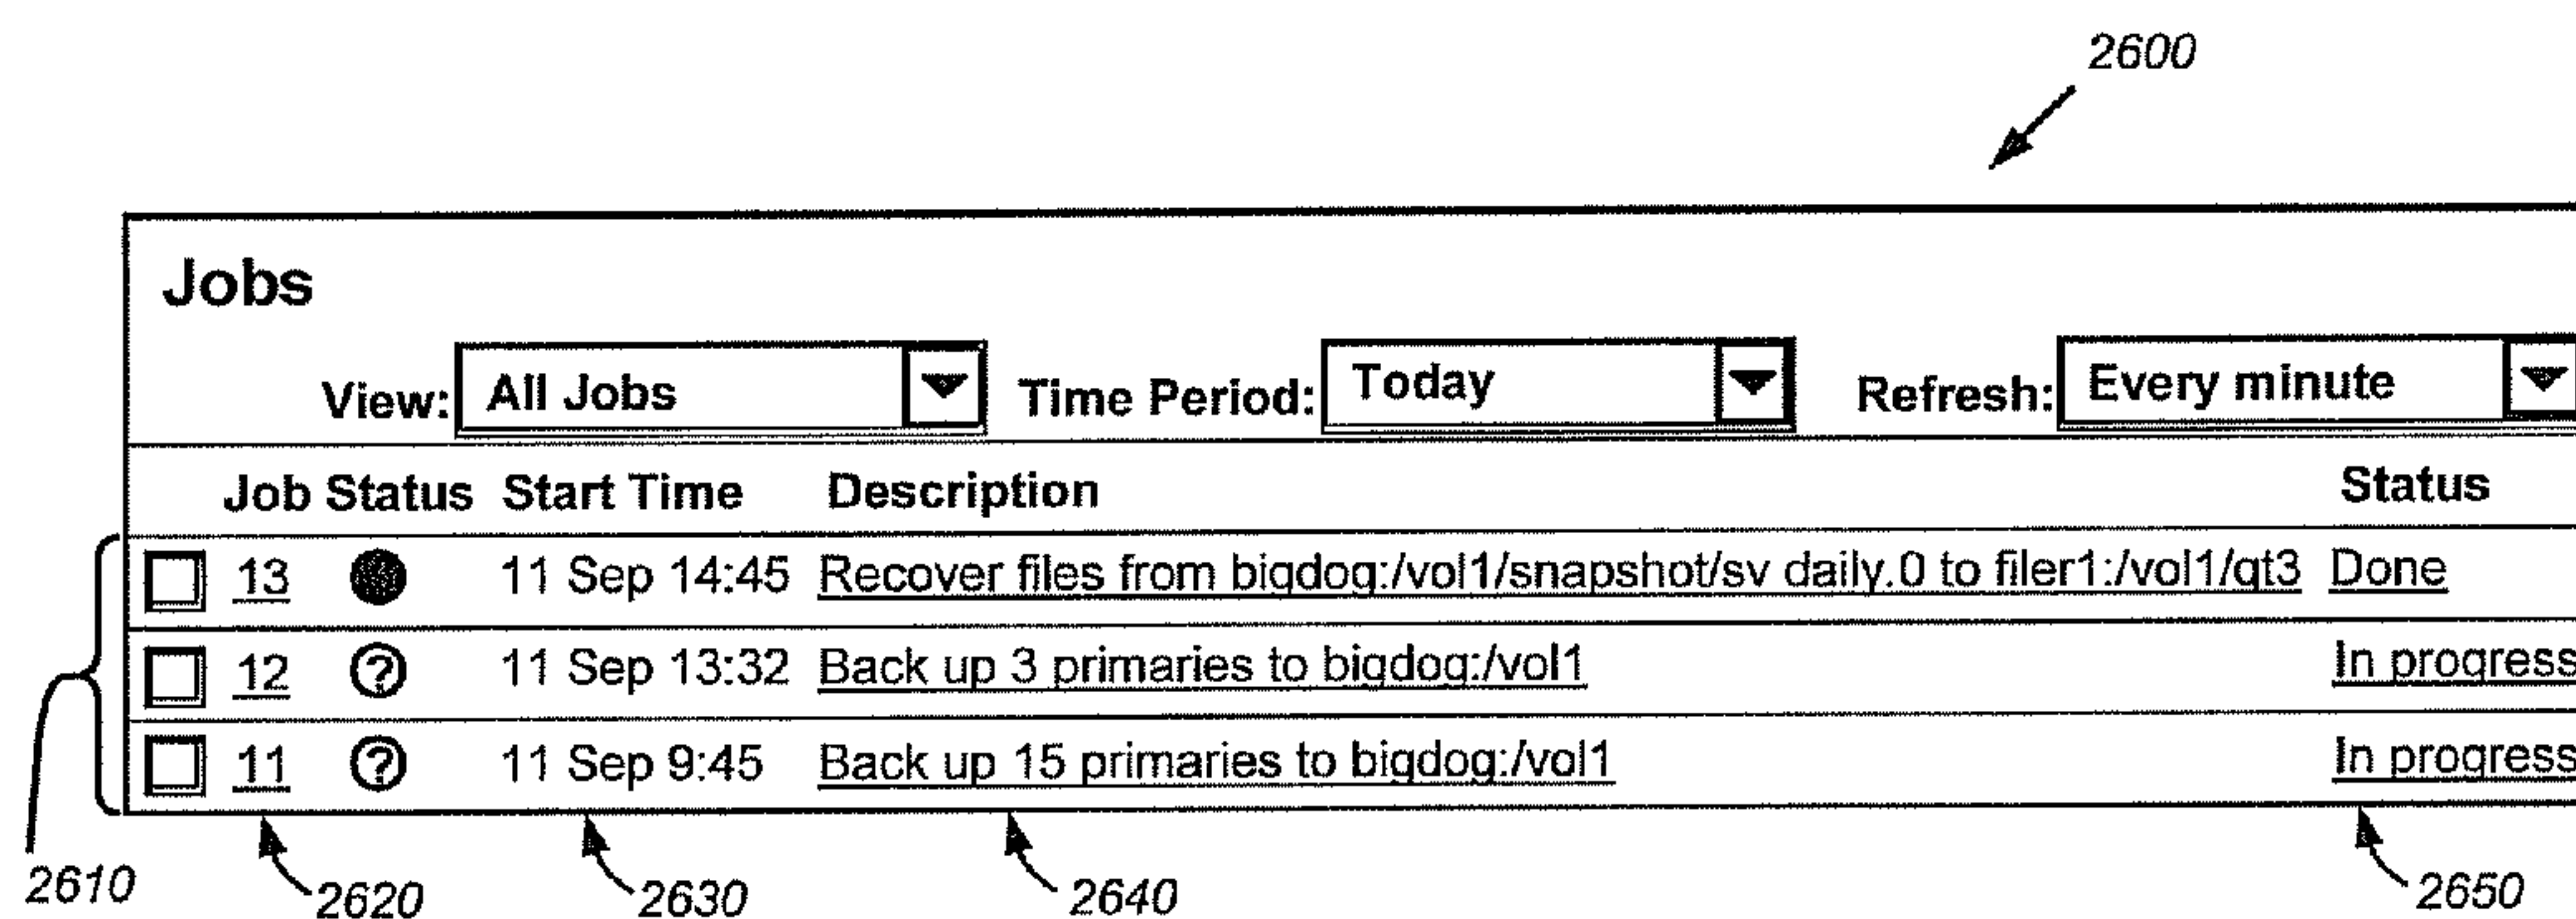 2600
Jobs
View: All Jobs Time Period: Today Refresh: Every minute
Job Status Start Time Description Status
13 11 Sep 14:45 Recover files from bigdog:/vol1/snapshot/sv daily.0 to filer1:/vol1/qt3 Done
12 ? 11 Sep 13:32 Back up 3 primaries to bigdog:/vol1 In progress
11 ? 11 Sep 9:45 Back up 15 primaries to bigdog:/vol1 In progress
2610 2620 2630 2640 2650